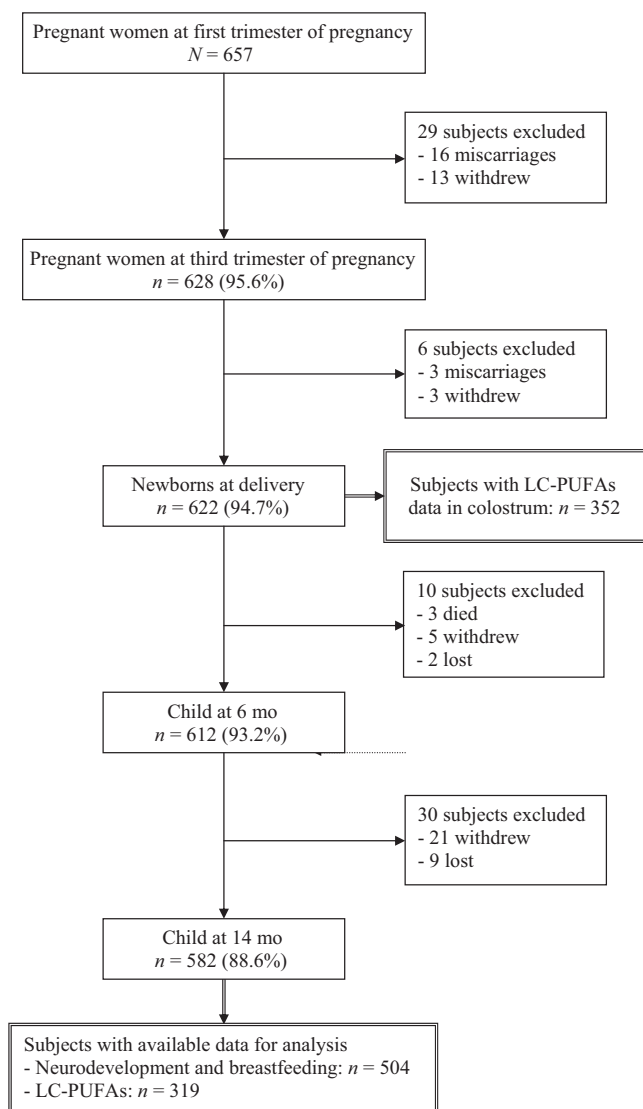 Pregnant women at first trimester of pregnancy
N = 657
29 subjects excluded
- 16 miscarriages
- 13 withdrew
Pregnant women at third trimester of pregnancy
n = 628 (95.6%)
6 subjects excluded
- 3 miscarriages
- 3 withdrew
Newborns at delivery
n = 622 (94.7%)
Subjects with LC-PUFAs
data in colostrum: n = 352
10 subjects excluded
- 3 died
- 5 withdrew
- 2 lost
Child at 6 mo
n = 612 (93.2%)
30 subjects excluded
- 21 withdrew
- 9 lost
Child at 14 mo
n = 582 (88.6%)
Subjects with available data for analysis
- Neurodevelopment and breastfeeding: n = 504
- LC-PUFAs: n = 319